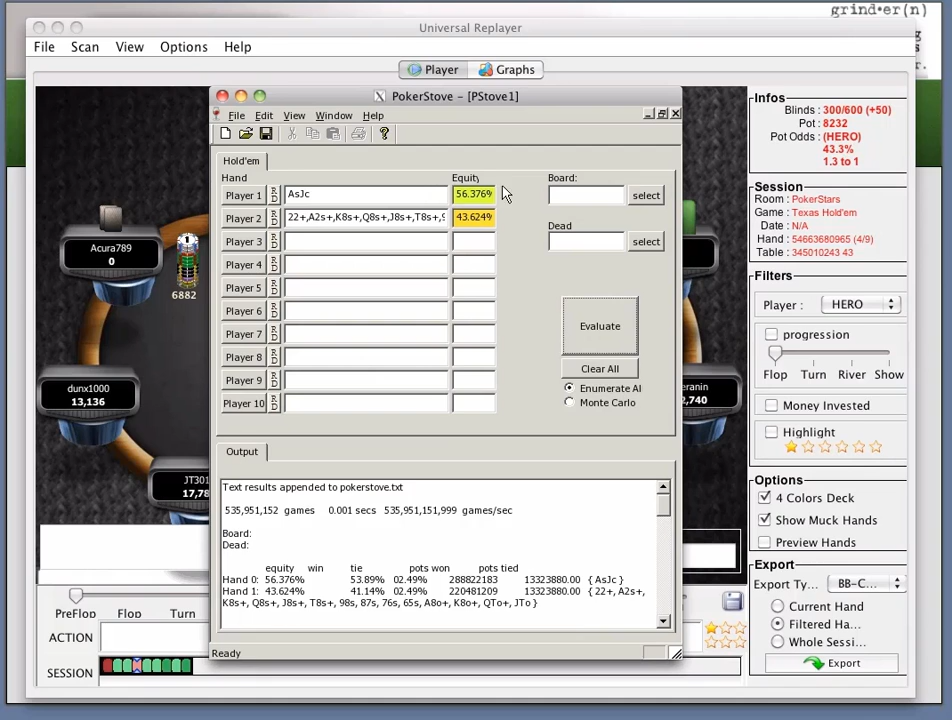 grind•er(n)
g
r.
Universal Replayer
File Scan View Options Help
Player Graphs
PokerStove – [PStove1]
File Edit View Window Help
Hold'em
Hand Equity Board:
Player 1 AsJc 56.376% select
Player 2 22+,A2s+,K8s+,Q8s+,J8s+,T8s+,9 43.624%
Dead
Player 3 select
Player 4
Player 5
Player 6
Player 7
Player 8
Player 9
Player 10
Evaluate
Clear All
Enumerate Al
Monte Carlo
Output
Text results appended to pokerstove.txt
535,951,152 games 0.001 secs 535,951,151,999 games/sec
Board:
Dead:
equity win tie pots won pots tied
Hand 0: 56.376% 53.89% 02.49% 288822183 13323880.00 { AsJc }
Hand 1: 43.624% 41.14% 02.49% 220481209 13323880.00 { 22+, A2s+,
K8s+, Q8s+, J8s+, T8s+, 98s, 87s, 76s, 65s, A8o+, K8o+, QTo+, JTo }
Ready
Acura789
0
6882
dunx1000
13,136
JT301
17,78
eranin
2,740
PreFlop Flop Turn
ACTION
SESSION
Infos
Blinds : 300/600 (+50)
Pot : 8232
Pot Odds : (HERO)
43.3%
1.3 to 1
Session
Room : PokerStars
Game : Texas Hold'em
Date : N/A
Hand : 54663680965 (4/9)
Table : 345010243 43
Filters
Player : HERO
progression
Flop Turn River Show
Money Invested
Highlight
Options
4 Colors Deck
Show Muck Hands
Preview Hands
Export
Export Ty... BB-C...
Current Hand
Filtered Ha...
Whole Sessi...
Export